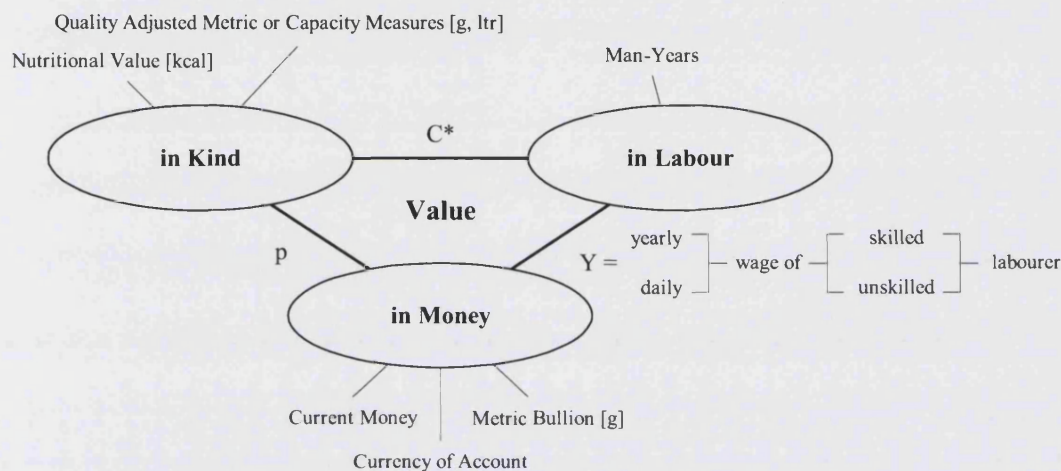 Quality Adjusted Metric or Capacity Measures [g, ltr]
Nutritional Value [kcal]
Man-Years
C*
in Kind
in Labour
Value
p
Y =
yearly
daily
wage of
skilled
unskilled
labourer
in Money
Current Money
Metric Bullion [g]
Currency of Account